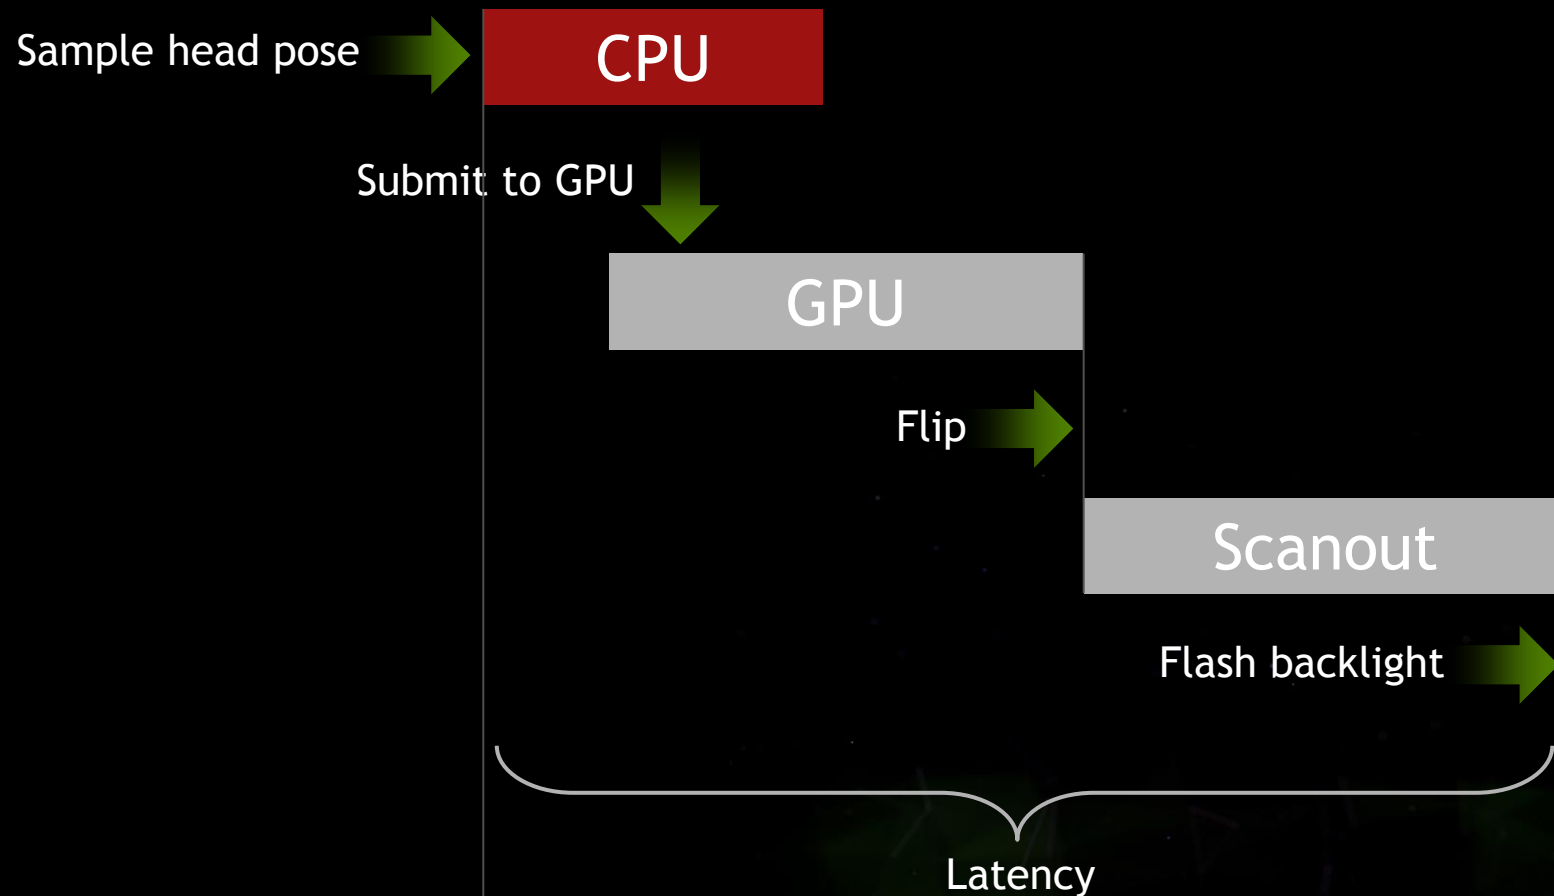 Sample head pose
CPU
Submit to GPU
GPU
Flip
Scanout
Flash backlight
Latency